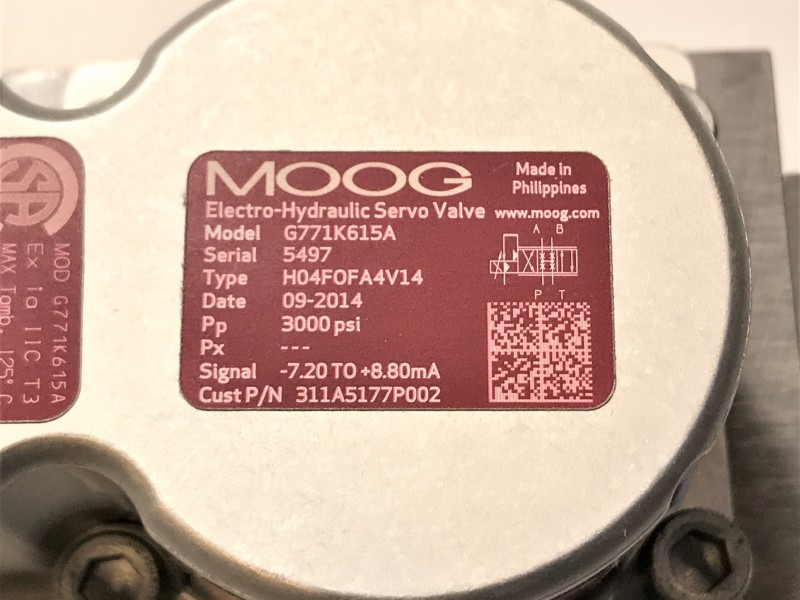 MOOG
Made in
Philippines
Electro-Hydraulic Servo Valve www.moog.com
Model G771K615A
Serial 5497
Type H04FOFA4V14
Date 09-2014
Pp 3000 psi
Px ---
Signal -7.20 TO +8.80mA
Cust P/N 311A5177P002
A B
P T
SA
MOD G771K615A
Ex Ia IIC T3
MAX Tamb. 125° C